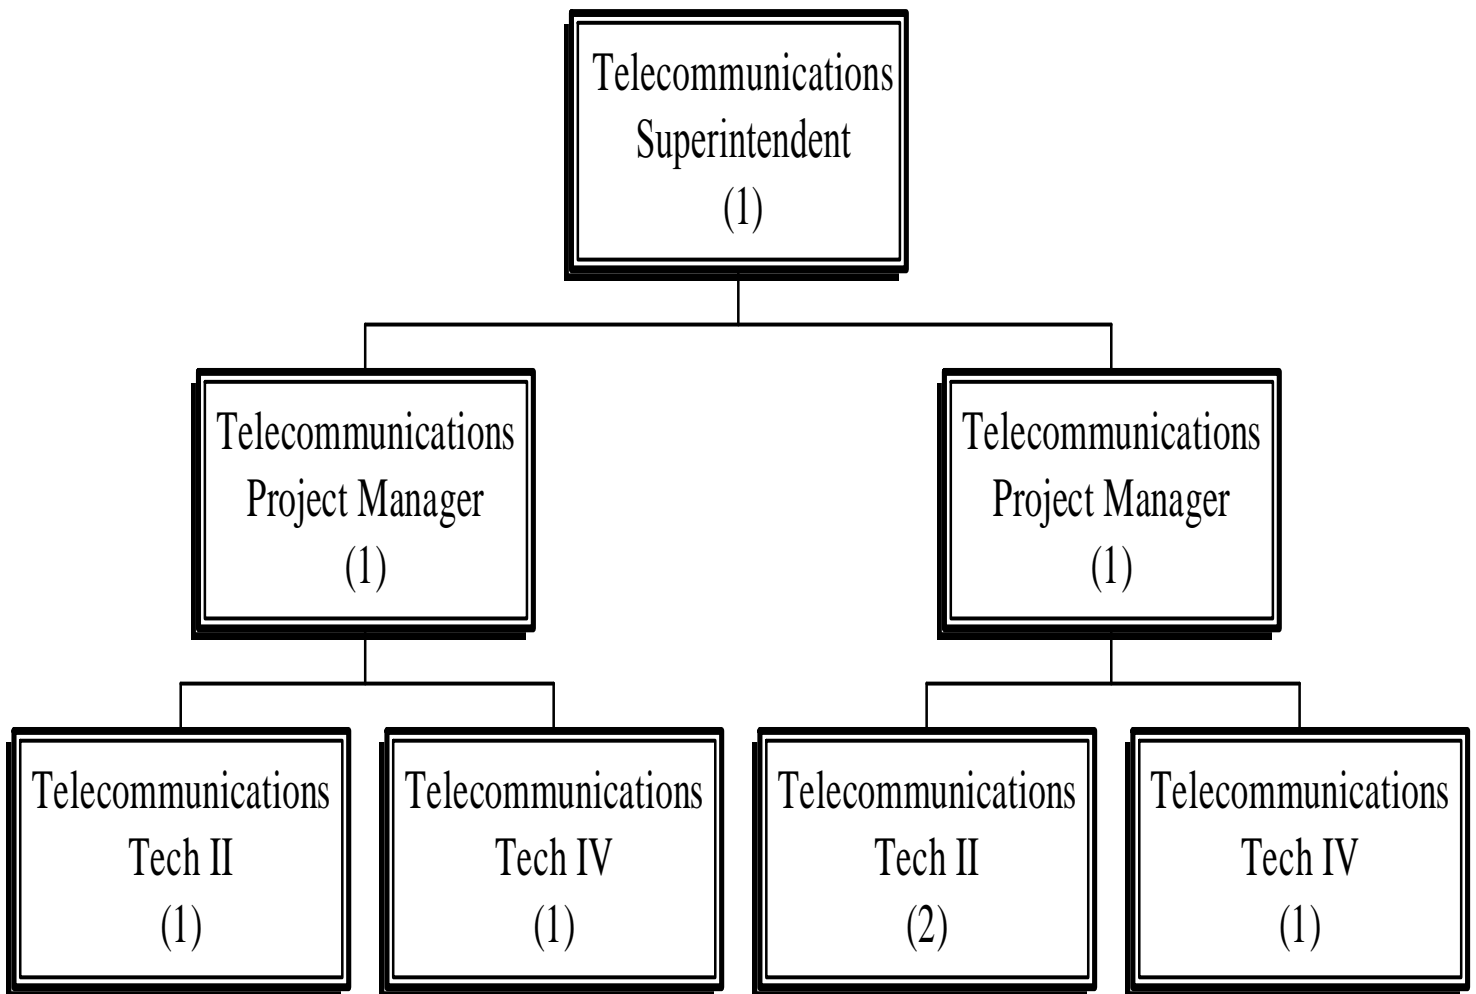 Telecommunications
Superintendent
(1)
Telecommunications
Project Manager
(1)
Telecommunications
Project Manager
(1)
Telecommunications
Tech II
(1)
Telecommunications
Tech IV
(1)
Telecommunications
Tech II
(2)
Telecommunications
Tech IV
(1)